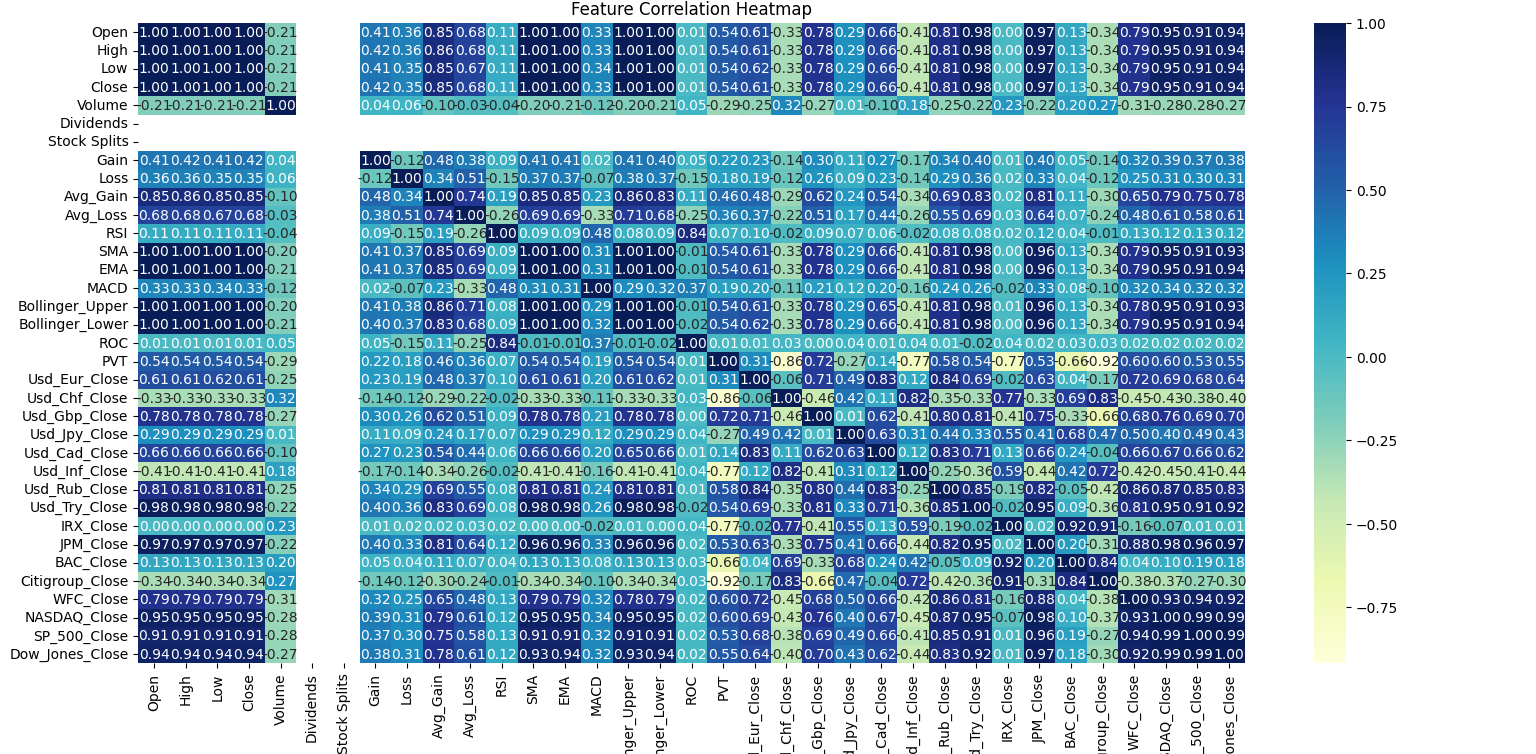 Feature Correlation Heatmap
Open 1.00 1.00 1.00 1.00 -0.21 0.41 0.36 0.85 0.68 0.11 1.00 1.00 0.33 1.00 1.00 0.01 0.54 0.61 -0.33 0.78 0.29 0.66 -0.41 0.81 0.98 0.00 0.97 0.13 -0.34 0.79 0.95 0.91 0.94
High 1.00 1.00 1.00 1.00 -0.21 0.42 0.36 0.86 0.68 0.11 1.00 1.00 0.33 1.00 1.00 0.01 0.54 0.61 -0.33 0.78 0.29 0.66 -0.41 0.81 0.98 0.00 0.97 0.13 -0.34 0.79 0.95 0.91 0.94
Low 1.00 1.00 1.00 1.00 -0.21 0.41 0.35 0.85 0.67 0.11 1.00 1.00 0.34 1.00 1.00 0.01 0.54 0.62 -0.33 0.78 0.29 0.66 -0.41 0.81 0.98 0.00 0.97 0.13 -0.34 0.79 0.95 0.91 0.94
Close 1.00 1.00 1.00 1.00 -0.21 0.42 0.35 0.85 0.68 0.11 1.00 1.00 0.33 1.00 1.00 0.01 0.54 0.61 -0.33 0.78 0.29 0.66 -0.41 0.81 0.98 0.00 0.97 0.13 -0.34 0.79 0.95 0.91 0.94
Volume -0.21 -0.21 -0.21 -0.21 1.00 0.04 0.06 -0.10 -0.03 -0.04 -0.20 -0.21 -0.12 -0.20 -0.21 0.05 -0.29 -0.25 0.32 -0.27 0.01 -0.10 0.18 -0.25 -0.22 0.23 -0.22 0.20 0.27 -0.31 -0.28 -0.28 -0.27
Dividends
Stock Splits
Gain 0.41 0.42 0.41 0.42 0.04 1.00 -0.12 0.48 0.38 0.09 0.41 0.41 0.02 0.41 0.40 0.05 0.22 0.23 -0.14 0.30 0.11 0.27 -0.17 0.34 0.40 0.01 0.40 0.05 -0.14 0.32 0.39 0.37 0.38
Loss 0.36 0.36 0.35 0.35 0.06 -0.12 1.00 0.34 0.51 -0.15 0.37 0.37 -0.07 0.38 0.37 -0.15 0.18 0.19 -0.12 0.26 0.09 0.23 -0.14 0.29 0.36 0.02 0.33 0.04 -0.12 0.25 0.31 0.30 0.31
Avg_Gain 0.85 0.86 0.85 0.85 -0.10 0.48 0.34 1.00 0.74 0.19 0.85 0.85 0.23 0.86 0.83 0.11 0.46 0.48 -0.29 0.62 0.24 0.54 -0.34 0.69 0.83 0.02 0.81 0.11 -0.30 0.65 0.79 0.75 0.78
Avg_Loss 0.68 0.68 0.67 0.68 -0.03 0.38 0.51 0.74 1.00 -0.26 0.69 0.69 -0.33 0.71 0.68 -0.25 0.36 0.37 -0.22 0.51 0.17 0.44 -0.26 0.55 0.69 0.03 0.64 0.07 -0.24 0.48 0.61 0.58 0.61
RSI 0.11 0.11 0.11 0.11 -0.04 0.09 -0.15 0.19 -0.26 1.00 0.09 0.09 0.48 0.08 0.09 0.84 0.07 0.10 -0.02 0.09 0.07 0.06 -0.02 0.08 0.08 0.02 0.12 0.04 -0.01 0.13 0.12 0.13 0.12
SMA 1.00 1.00 1.00 1.00 -0.20 0.41 0.37 0.85 0.69 0.09 1.00 1.00 0.31 1.00 1.00 -0.01 0.54 0.61 -0.33 0.78 0.29 0.66 -0.41 0.81 0.98 0.00 0.96 0.13 -0.34 0.79 0.95 0.91 0.93
EMA 1.00 1.00 1.00 1.00 -0.21 0.41 0.37 0.85 0.69 0.09 1.00 1.00 0.31 1.00 1.00 -0.01 0.54 0.61 -0.33 0.78 0.29 0.66 -0.41 0.81 0.98 0.00 0.96 0.13 -0.34 0.79 0.95 0.91 0.94
MACD 0.33 0.33 0.34 0.33 -0.12 0.02 -0.07 0.23 -0.33 0.48 0.31 0.31 1.00 0.29 0.32 0.37 0.19 0.20 -0.11 0.21 0.12 0.20 -0.16 0.24 0.26 -0.02 0.33 0.08 -0.10 0.32 0.34 0.32 0.32
Bollinger_Upper 1.00 1.00 1.00 1.00 -0.20 0.41 0.38 0.86 0.71 0.08 1.00 1.00 0.29 1.00 1.00 -0.01 0.54 0.61 -0.33 0.78 0.29 0.65 -0.41 0.81 0.98 0.01 0.96 0.13 -0.34 0.78 0.95 0.91 0.93
Bollinger_Lower 1.00 1.00 1.00 1.00 -0.21 0.40 0.37 0.83 0.68 0.09 1.00 1.00 0.32 1.00 1.00 -0.02 0.54 0.62 -0.33 0.78 0.29 0.66 -0.41 0.81 0.98 0.00 0.96 0.13 -0.34 0.79 0.95 0.91 0.94
ROC 0.01 0.01 0.01 0.01 0.05 0.05 -0.15 0.11 -0.25 0.84 -0.01 -0.01 0.37 -0.01 -0.02 1.00 0.01 0.01 0.03 0.00 0.04 0.01 0.04 0.01 -0.02 0.04 0.02 0.03 0.03 0.02 0.02 0.02 0.02
PVT 0.54 0.54 0.54 0.54 -0.29 0.22 0.18 0.46 0.36 0.07 0.54 0.54 0.19 0.54 0.54 0.01 1.00 0.31 -0.86 0.72 -0.27 0.14 -0.77 0.58 0.54 -0.77 0.53 -0.66 -0.92 0.60 0.60 0.53 0.55
Usd_Eur_Close 0.61 0.61 0.62 0.61 -0.25 0.23 0.19 0.48 0.37 0.10 0.61 0.61 0.20 0.61 0.62 0.01 0.31 1.00 -0.06 0.71 0.49 0.83 0.12 0.84 0.69 -0.02 0.63 0.04 -0.17 0.72 0.69 0.68 0.64
Usd_Chf_Close -0.33 -0.33 -0.33 -0.33 0.32 -0.14 -0.12 -0.29 -0.22 -0.02 -0.33 -0.33 -0.11 -0.33 -0.33 0.03 -0.86 -0.06 1.00 -0.46 0.42 0.11 0.82 -0.35 -0.33 0.77 -0.33 0.69 0.83 -0.45 -0.43 -0.38 -0.40
Usd_Gbp_Close 0.78 0.78 0.78 0.78 -0.27 0.30 0.26 0.62 0.51 0.09 0.78 0.78 0.21 0.78 0.78 0.00 0.72 0.71 -0.46 1.00 0.01 0.62 -0.41 0.80 0.81 -0.41 0.75 -0.33 -0.66 0.68 0.76 0.69 0.70
Usd_Jpy_Close 0.29 0.29 0.29 0.29 0.01 0.11 0.09 0.24 0.17 0.07 0.29 0.29 0.12 0.29 0.29 0.04 -0.27 0.49 0.42 0.01 1.00 0.63 0.31 0.44 0.33 0.55 0.41 0.68 0.47 0.50 0.40 0.49 0.43
Usd_Cad_Close 0.66 0.66 0.66 0.66 -0.10 0.27 0.23 0.54 0.44 0.06 0.66 0.66 0.20 0.65 0.66 0.01 0.14 0.83 0.11 0.62 0.63 1.00 0.12 0.83 0.71 0.13 0.66 0.24 -0.04 0.66 0.67 0.66 0.62
Usd_Inf_Close -0.41 -0.41 -0.41 -0.41 0.18 -0.17 -0.14 -0.34 -0.26 -0.02 -0.41 -0.41 -0.16 -0.41 -0.41 0.04 -0.77 0.12 0.82 -0.41 0.31 0.12 1.00 -0.25 -0.36 0.59 -0.44 0.42 0.72 -0.42 -0.45 -0.41 -0.44
Usd_Rub_Close 0.81 0.81 0.81 0.81 -0.25 0.34 0.29 0.69 0.55 0.08 0.81 0.81 0.24 0.81 0.81 0.01 0.58 0.84 -0.35 0.80 0.44 0.83 -0.25 1.00 0.85 -0.19 0.82 -0.05 -0.42 0.86 0.87 0.85 0.83
Usd_Try_Close 0.98 0.98 0.98 0.98 -0.22 0.40 0.36 0.83 0.69 0.08 0.98 0.98 0.26 0.98 0.98 -0.02 0.54 0.69 -0.33 0.81 0.33 0.71 -0.36 0.85 1.00 -0.02 0.95 0.09 -0.36 0.81 0.95 0.91 0.92
IRX_Close 0.00 0.00 0.00 0.00 0.23 0.01 0.02 0.02 0.03 0.02 0.00 0.00 -0.02 0.01 0.00 0.04 -0.77 -0.02 0.77 -0.41 0.55 0.13 0.59 -0.19 -0.02 1.00 0.02 0.92 0.91 -0.16 -0.07 0.01 0.01
JPM_Close 0.97 0.97 0.97 0.97 -0.22 0.40 0.33 0.81 0.64 0.12 0.96 0.96 0.33 0.96 0.96 0.02 0.53 0.63 -0.33 0.75 0.41 0.66 -0.44 0.82 0.95 0.02 1.00 0.20 -0.31 0.88 0.98 0.96 0.97
BAC_Close 0.13 0.13 0.13 0.13 0.20 0.05 0.04 0.11 0.07 0.04 0.13 0.13 0.08 0.13 0.13 0.03 -0.66 0.04 0.69 -0.33 0.68 0.24 0.42 -0.05 0.09 0.92 0.20 1.00 0.84 0.04 0.10 0.19 0.18
Citigroup_Close -0.34 -0.34 -0.34 -0.34 0.27 -0.14 -0.12 -0.30 -0.24 -0.01 -0.34 -0.34 -0.10 -0.34 -0.34 0.03 -0.92 -0.17 0.83 -0.66 0.47 -0.04 0.72 -0.42 -0.36 0.91 -0.31 0.84 1.00 -0.38 -0.37 -0.27 -0.30
WFC_Close 0.79 0.79 0.79 0.79 -0.31 0.32 0.25 0.65 0.48 0.13 0.79 0.79 0.32 0.78 0.79 0.02 0.60 0.72 -0.45 0.68 0.50 0.66 -0.42 0.86 0.81 -0.16 0.88 0.04 -0.38 1.00 0.93 0.94 0.92
NASDAQ_Close 0.95 0.95 0.95 0.95 -0.28 0.39 0.31 0.79 0.61 0.12 0.95 0.95 0.34 0.95 0.95 0.02 0.60 0.69 -0.43 0.76 0.40 0.67 -0.45 0.87 0.95 -0.07 0.98 0.10 -0.37 0.93 1.00 0.99 0.99
SP_500_Close 0.91 0.91 0.91 0.91 -0.28 0.37 0.30 0.75 0.58 0.13 0.91 0.91 0.32 0.91 0.91 0.02 0.53 0.68 -0.38 0.69 0.49 0.66 -0.41 0.85 0.91 0.01 0.96 0.19 -0.27 0.94 0.99 1.00 0.99
Dow_Jones_Close 0.94 0.94 0.94 0.94 -0.27 0.38 0.31 0.78 0.61 0.12 0.93 0.94 0.32 0.93 0.94 0.02 0.55 0.64 -0.40 0.70 0.43 0.62 -0.44 0.83 0.92 0.01 0.97 0.18 -0.30 0.92 0.99 0.99 1.00
Open
High
Low
Close
Volume
Dividends
Stock Splits
Gain
Loss
Avg_Gain
Avg_Loss
RSI
SMA
EMA
MACD
nger_Upper
nger_Lower
ROC
PVT
l_Eur_Close
l_Chf_Close
_Gbp_Close
d_Jpy_Close
_Cad_Close
d_Inf_Close
_Rub_Close
d_Try_Close
IRX_Close
JPM_Close
BAC_Close
group_Close
WFC_Close
DAQ_Close
_500_Close
ones_Close
1.00
0.75
0.50
0.25
0.00
−0.25
−0.50
−0.75